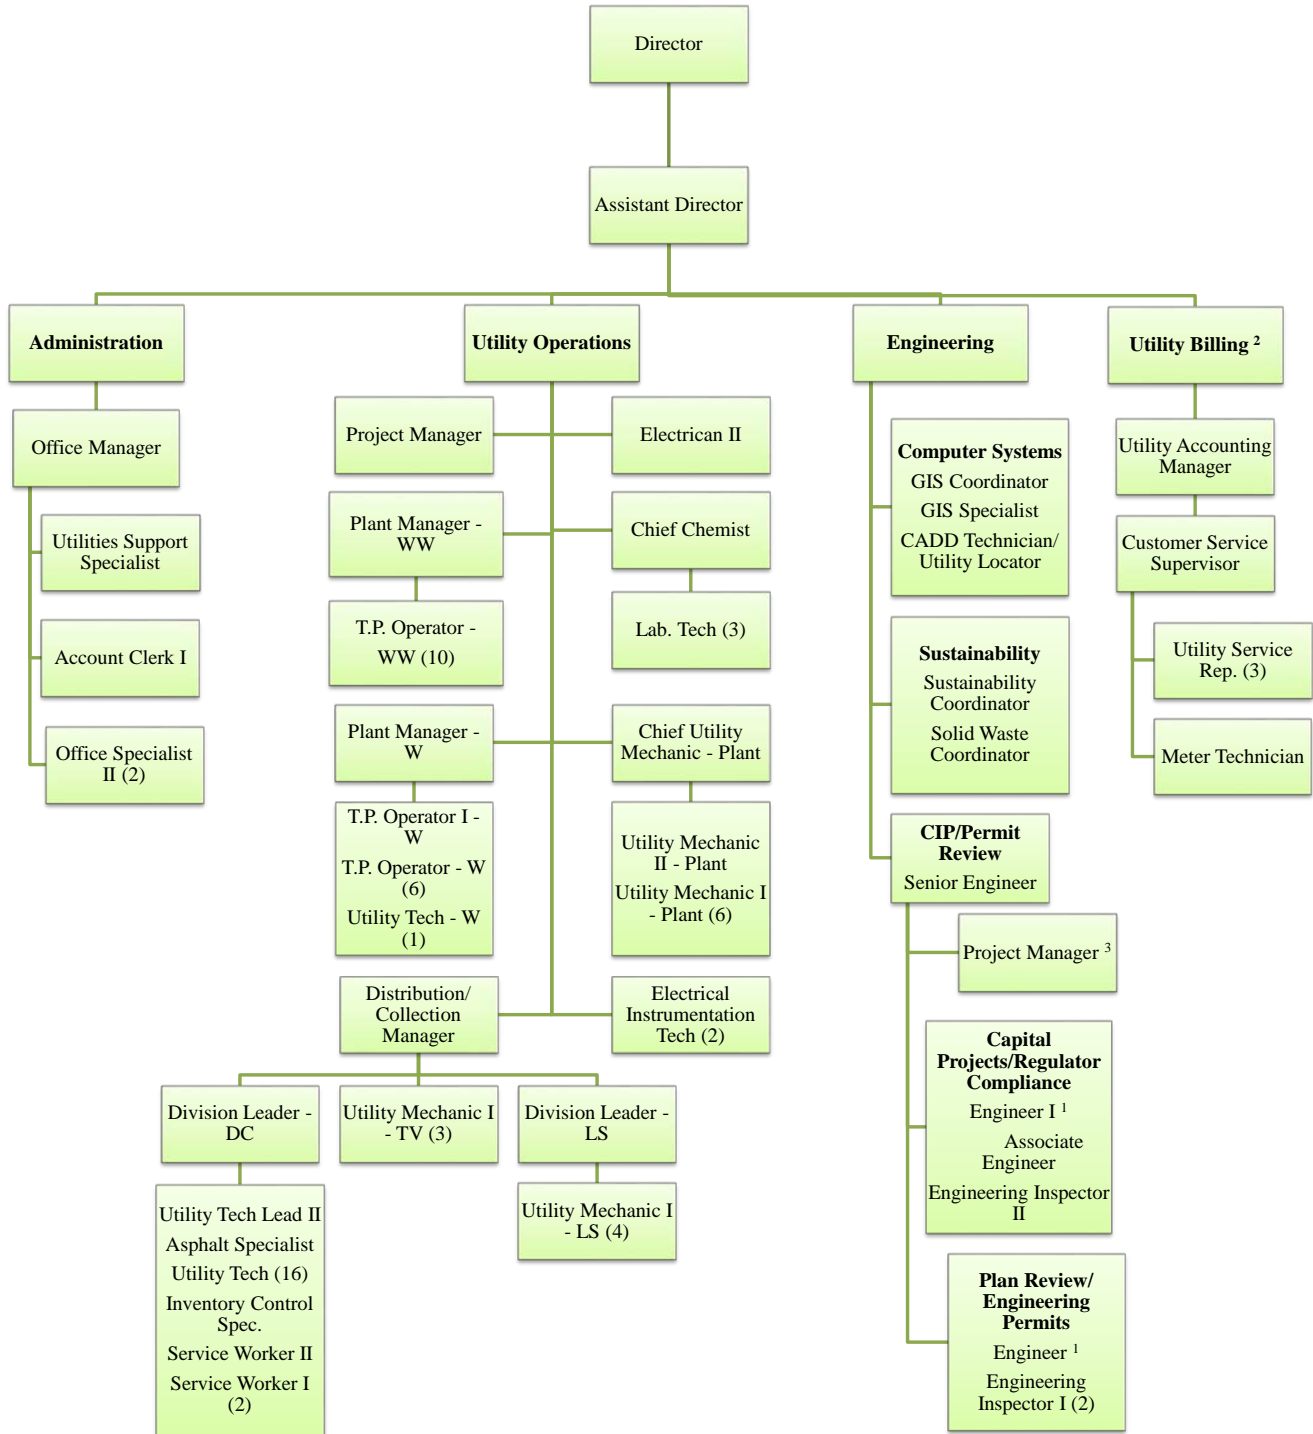 Director
Assistant Director
Administration
Office Manager
Utilities Support
Specialist
Account Clerk I
Office Specialist
II (2)
Utility Operations
Project Manager
Electrican II
Plant Manager -
WW
Chief Chemist
T.P. Operator -
WW (10)
Lab. Tech (3)
Plant Manager -
W
Chief Utility
Mechanic - Plant
T.P. Operator I -
W
T.P. Operator - W
(6)
Utility Tech - W
(1)
Utility Mechanic
II - Plant
Utility Mechanic I
- Plant (6)
Distribution/
Collection
Manager
Electrical
Instrumentation
Tech (2)
Division Leader -
DC
Utility Mechanic I
- TV (3)
Division Leader -
LS
Utility Tech Lead II
Asphalt Specialist
Utility Tech (16)
Inventory Control
Spec.
Service Worker II
Service Worker I
(2)
Utility Mechanic I
- LS (4)
Engineering
Computer Systems
GIS Coordinator
GIS Specialist
CADD Technician/
Utility Locator
Sustainability
Sustainability
Coordinator
Solid Waste
Coordinator
CIP/Permit
Review
Senior Engineer
Project Manager ³
Capital
Projects/Regulator
Compliance
Engineer I ¹
Associate
Engineer
Engineering Inspector
II
Plan Review/
Engineering
Permits
Engineer ¹
Engineering
Inspector I (2)
Utility Billing ²
Utility Accounting
Manager
Customer Service
Supervisor
Utility Service
Rep. (3)
Meter Technician